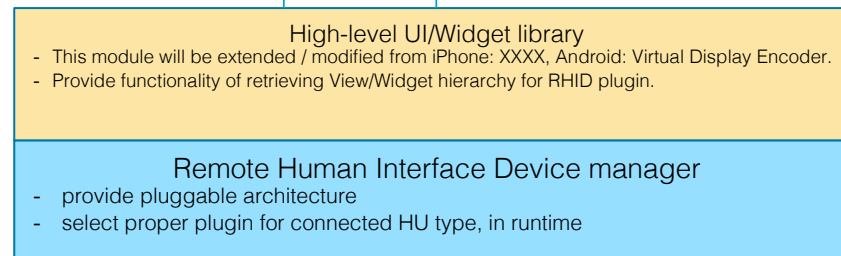 High-level UI/Widget library
- This module will be extended / modified from iPhone: XXXX, Android: Virtual Display Encoder.
- Provide functionality of retrieving View/Widget hierarchy for RHID plugin.
Remote Human Interface Device manager
- provide pluggable architecture
- select proper plugin for connected HU type, in runtime